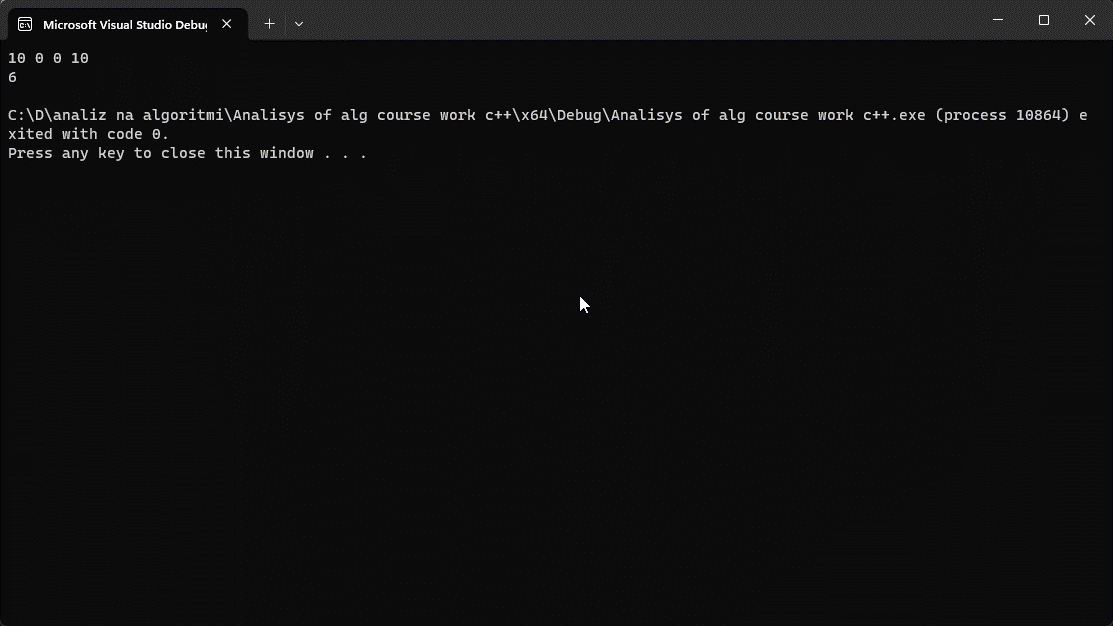 Microsoft Visual Studio Debu
10 0 0 10
6
C:\D\analiz na algoritmi\Analisys of alg course work c++\x64\Debug\Analisys of alg course work c++.exe (process 10864) e
xited with code 0.
Press any key to close this window . . .